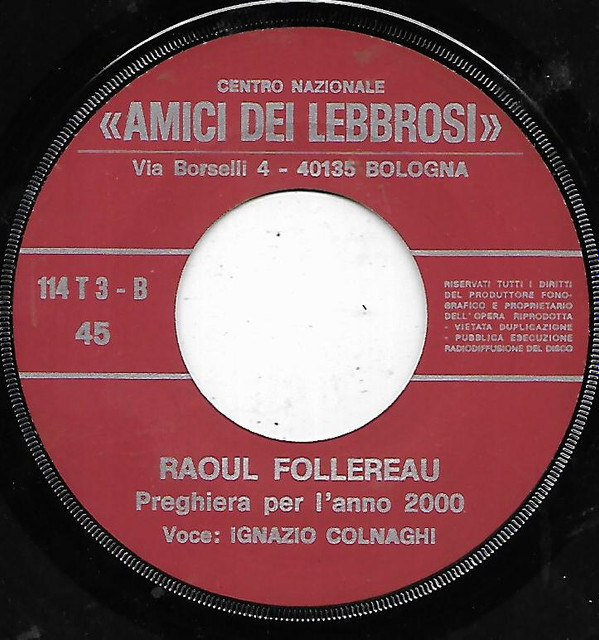 CENTRO NAZIONALE
«AMICI DEI LEBBROSI»
Via Borselli 4 - 40135 BOLOGNA
114 T 3 - B
45
RISERVATI TUTTI I DIRITTI
DEL PRODUTTORE FONO-
GRAFICO E PROPRIETARIO
DELL'OPERA RIPRODOTTA
- VIETATA DUPLICAZIONE
- PUBBLICA ESECUZIONE
RADIODIFFUSIONE DEL DISCO
RAOUL FOLLEREAU
Preghiera per l'anno 2000
Voce: IGNAZIO COLNAGHI